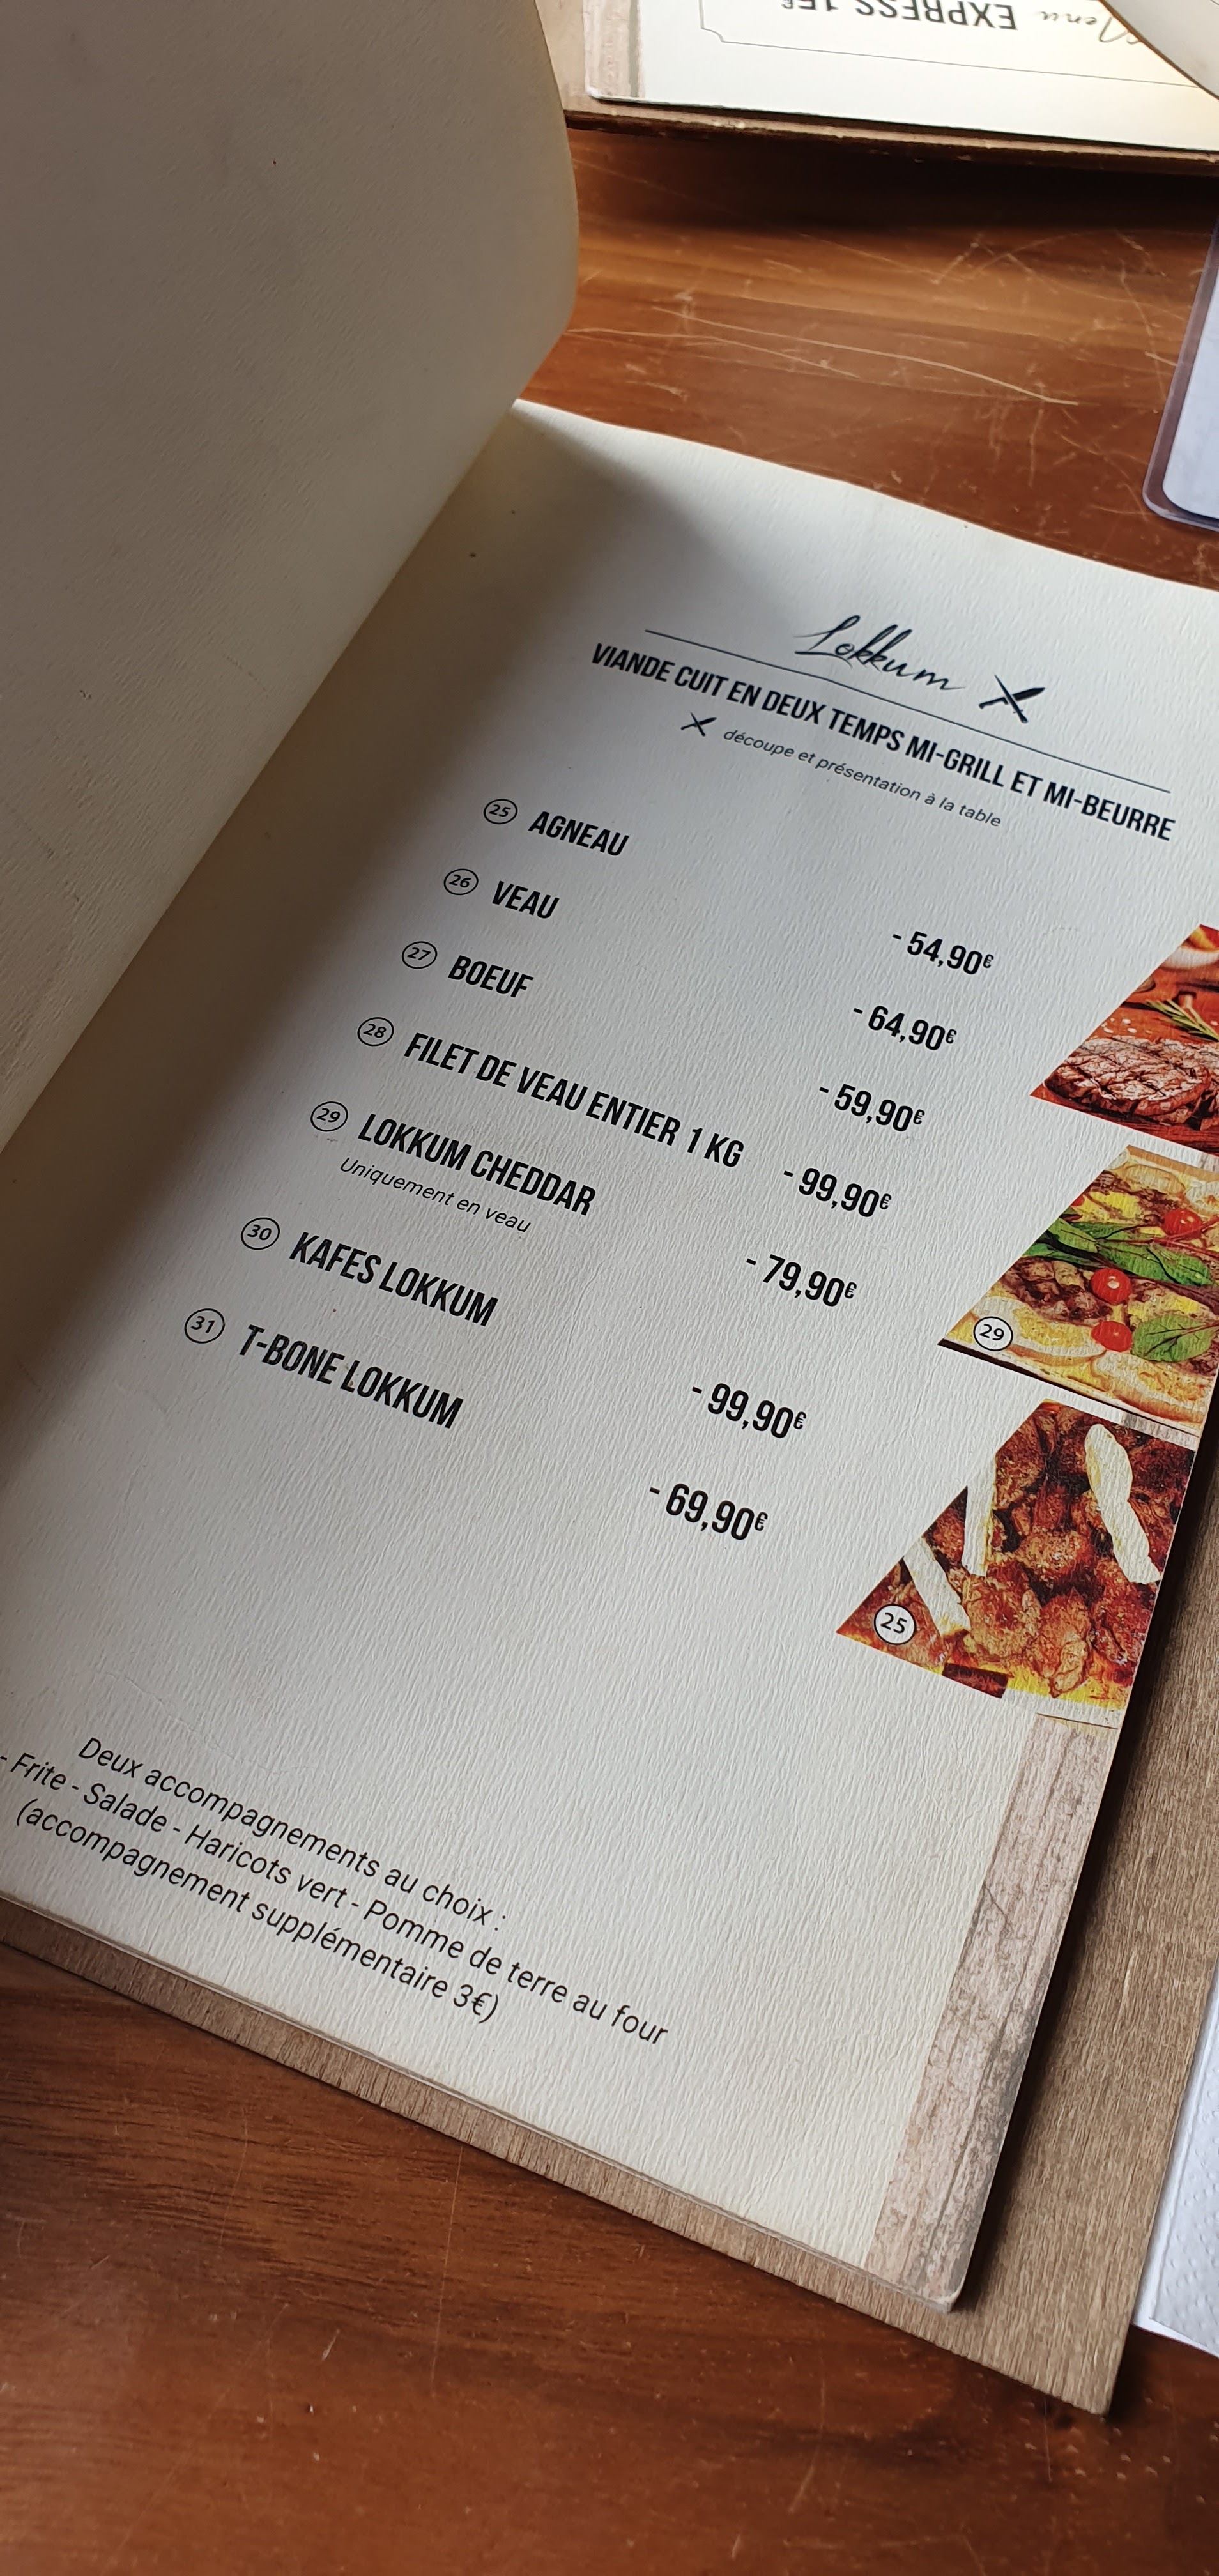 Menu EXPRESS 15€
Lokkum
VIANDE CUIT EN DEUX TEMPS MI-GRILL ET MI-BEURRE
découpe et présentation à la table
25 AGNEAU - 54,90€
26 VEAU - 64,90€
27 BOEUF - 59,90€
28 FILET DE VEAU ENTIER 1 KG - 99,90€
29 LOKKUM CHEDDAR - 79,90€
Uniquement en veau
30 KAFES LOKKUM - 99,90€
31 T-BONE LOKKUM - 69,90€
29
25
Deux accompagnements au choix :
- Frite - Salade - Haricots vert - Pomme de terre au four
(accompagnement supplémentaire 3€)